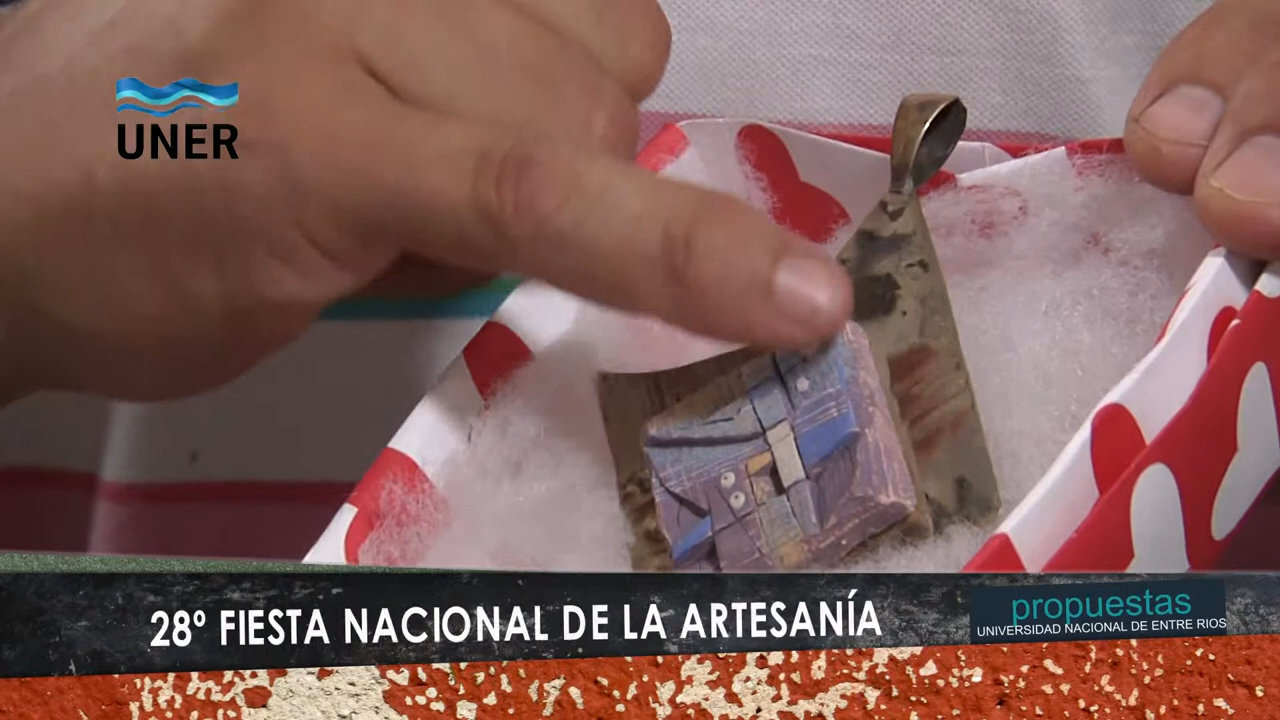 UNER
28º FIESTA NACIONAL DE LA ARTESANÍA
propuestas
UNIVERSIDAD NACIONAL DE ENTRE RIOS